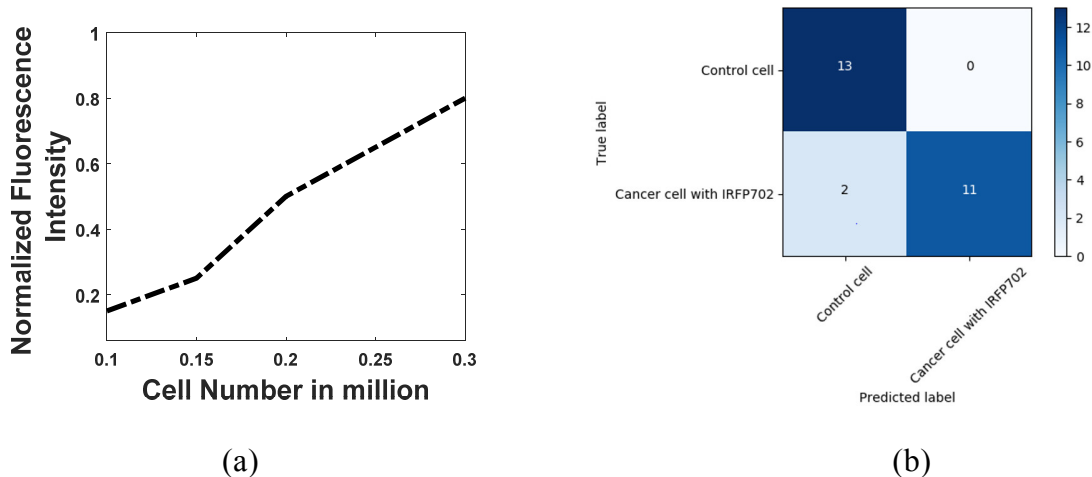 Normalized Fluorescence
Intensity
1
0.8
0.6
0.4
0.2
0.1
0.15
0.2
0.25
0.3
Cell Number in million
(a)
True label
Control cell
Cancer cell with IRFP702
13
0
2
11
Control cell
Cancer cell with IRFP702
Predicted label
12
10
8
6
4
2
0
(b)